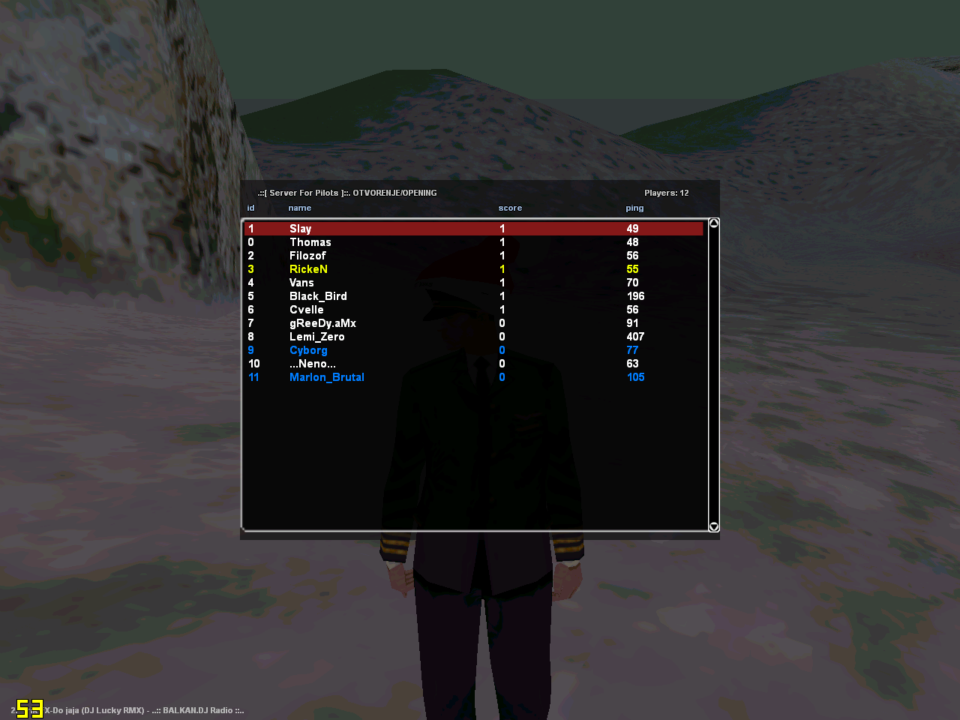 .::[ Server For Pilots ]::. OTVORENJE/OPENING Players: 12
id name score ping
1 Slay 1 49
0 Thomas 1 48
2 Filozof 1 56
3 RickeN 1 55
4 Vans 1 70
5 Black_Bird 1 196
6 Cvelle 1 56
7 gReeDy.aMx 0 91
8 Lemi_Zero 0 407
9 Cyborg 0 77
10 ...Neno... 0 63
11 Marlon_Brutal 0 105
53
X-Do jaja (DJ Lucky RMX) - ..:: BALKAN.DJ Radio ::..